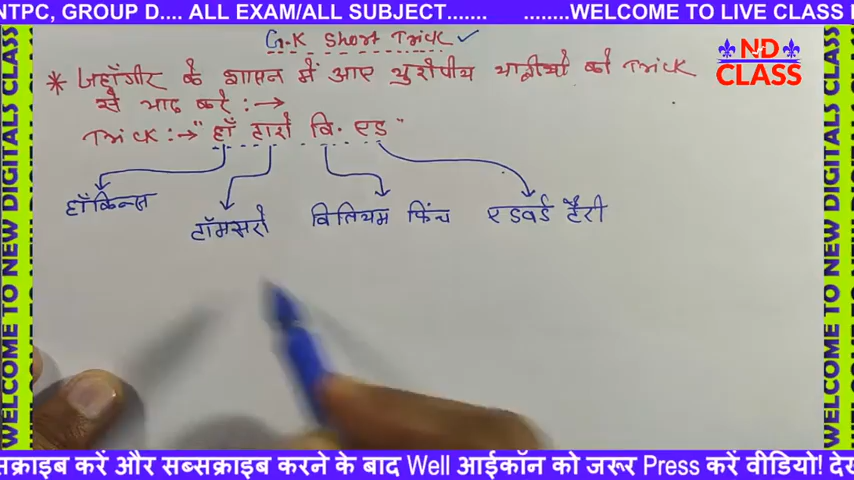 NTPC, GROUP D.... ALL EXAM/ALL SUBJECT....... ........WELCOME TO LIVE CLASS
G.K Short Trick ✓
ND
CLASS
* जहाँगीर के शासन में आए युरोपीय यात्रीयो को Trick
से याद करे :→
Trick :→ "हाँ टारो वि. एड"
हॉकिन्स
टॉमसरो विलियम फिंच एडवर्ड टैरी
WELCOME TO NEW DIGITALS CLASS
WELCOME TO NEW DIGITALS CLASS
सक्राइब करें और सब्सक्राइब करने के बाद Well आईकॉन को जरूर Press करें वीडियो! देख